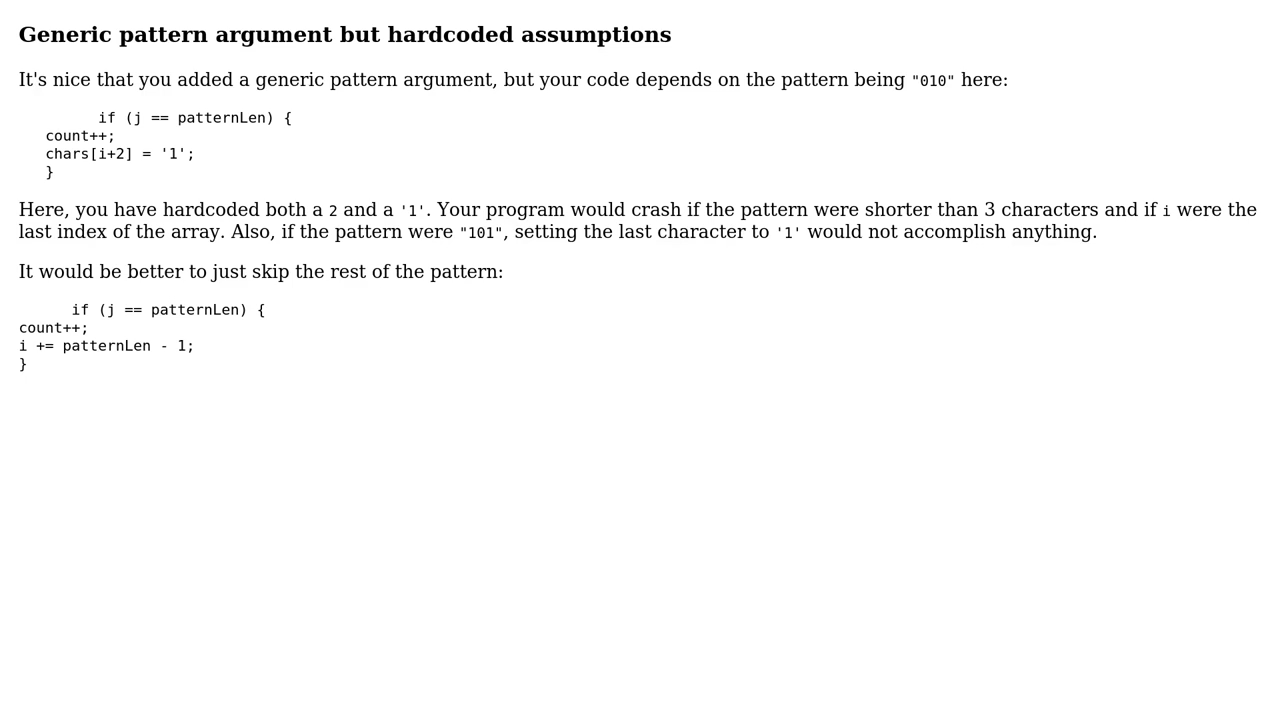 Generic pattern argument but hardcoded assumptions
It's nice that you added a generic pattern argument, but your code depends on the pattern being "010" here:
if (j == patternLen) {
count++;
chars[i+2] = '1';
}
Here, you have hardcoded both a 2 and a '1'. Your program would crash if the pattern were shorter than 3 characters and if i were the
last index of the array. Also, if the pattern were "101", setting the last character to '1' would not accomplish anything.
It would be better to just skip the rest of the pattern:
if (j == patternLen) {
count++;
i += patternLen - 1;
}